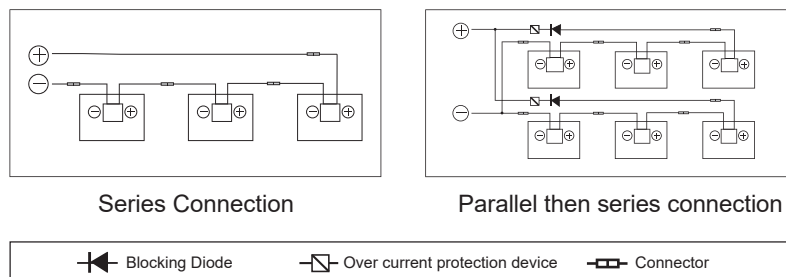 Series Connection
Parallel then series connection
Blocking Diode
Over current protection device
Connector